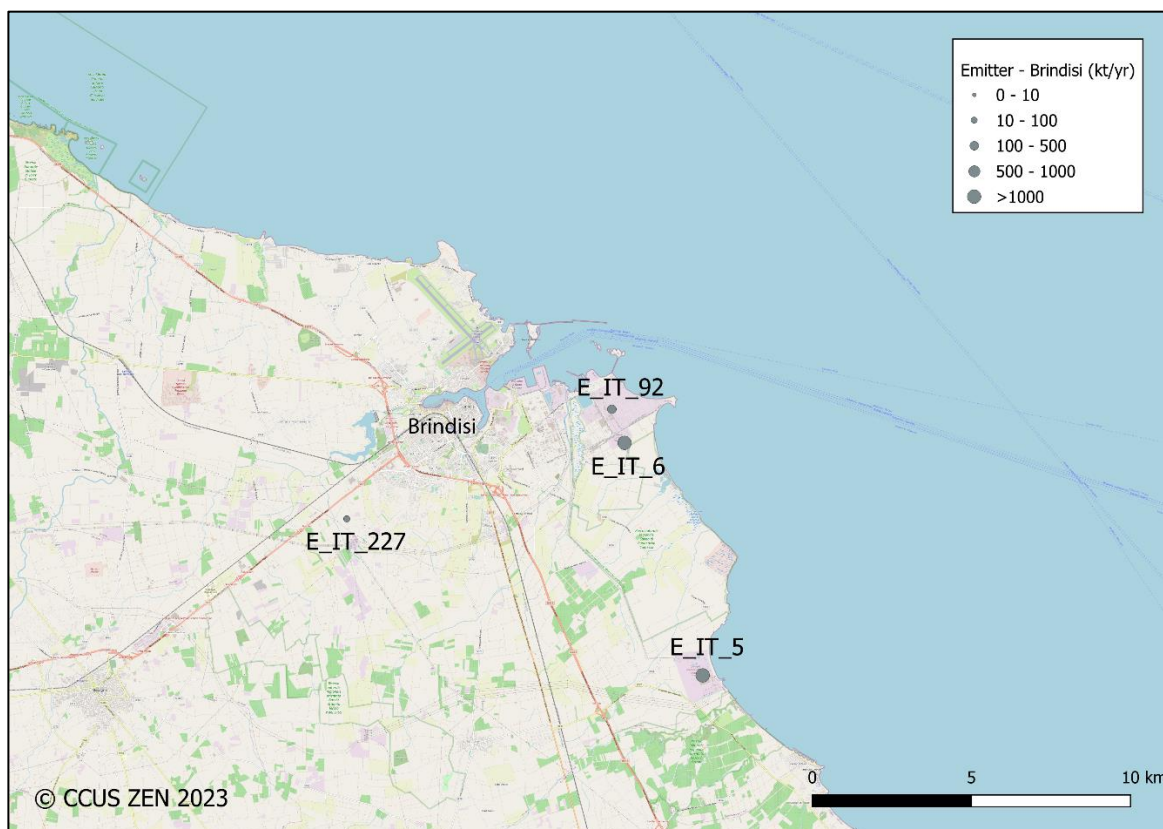 Emitter - Brindisi (kt/yr)
0 - 10
10 - 100
100 - 500
500 - 1000
>1000
E_IT_92
Brindisi
E_IT_6
E_IT_227
E_IT_5
0 5 10 km
© CCUS ZEN 2023